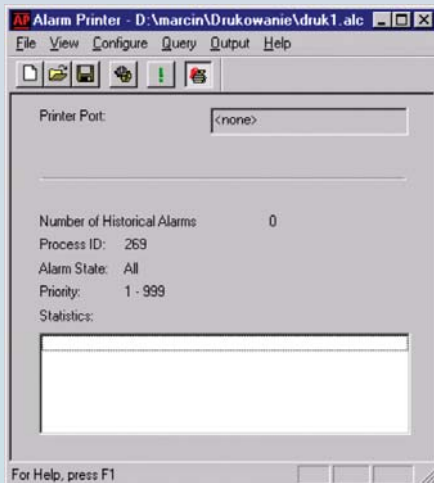 AP Alarm Printer - D:\marcin\Drukowanie\druk1.alc
File View Configure Query Output Help
Printer Port: <none>
Number of Historical Alarms 0
Process ID: 269
Alarm State: All
Priority: 1 - 999
Statistics:
For Help, press F1